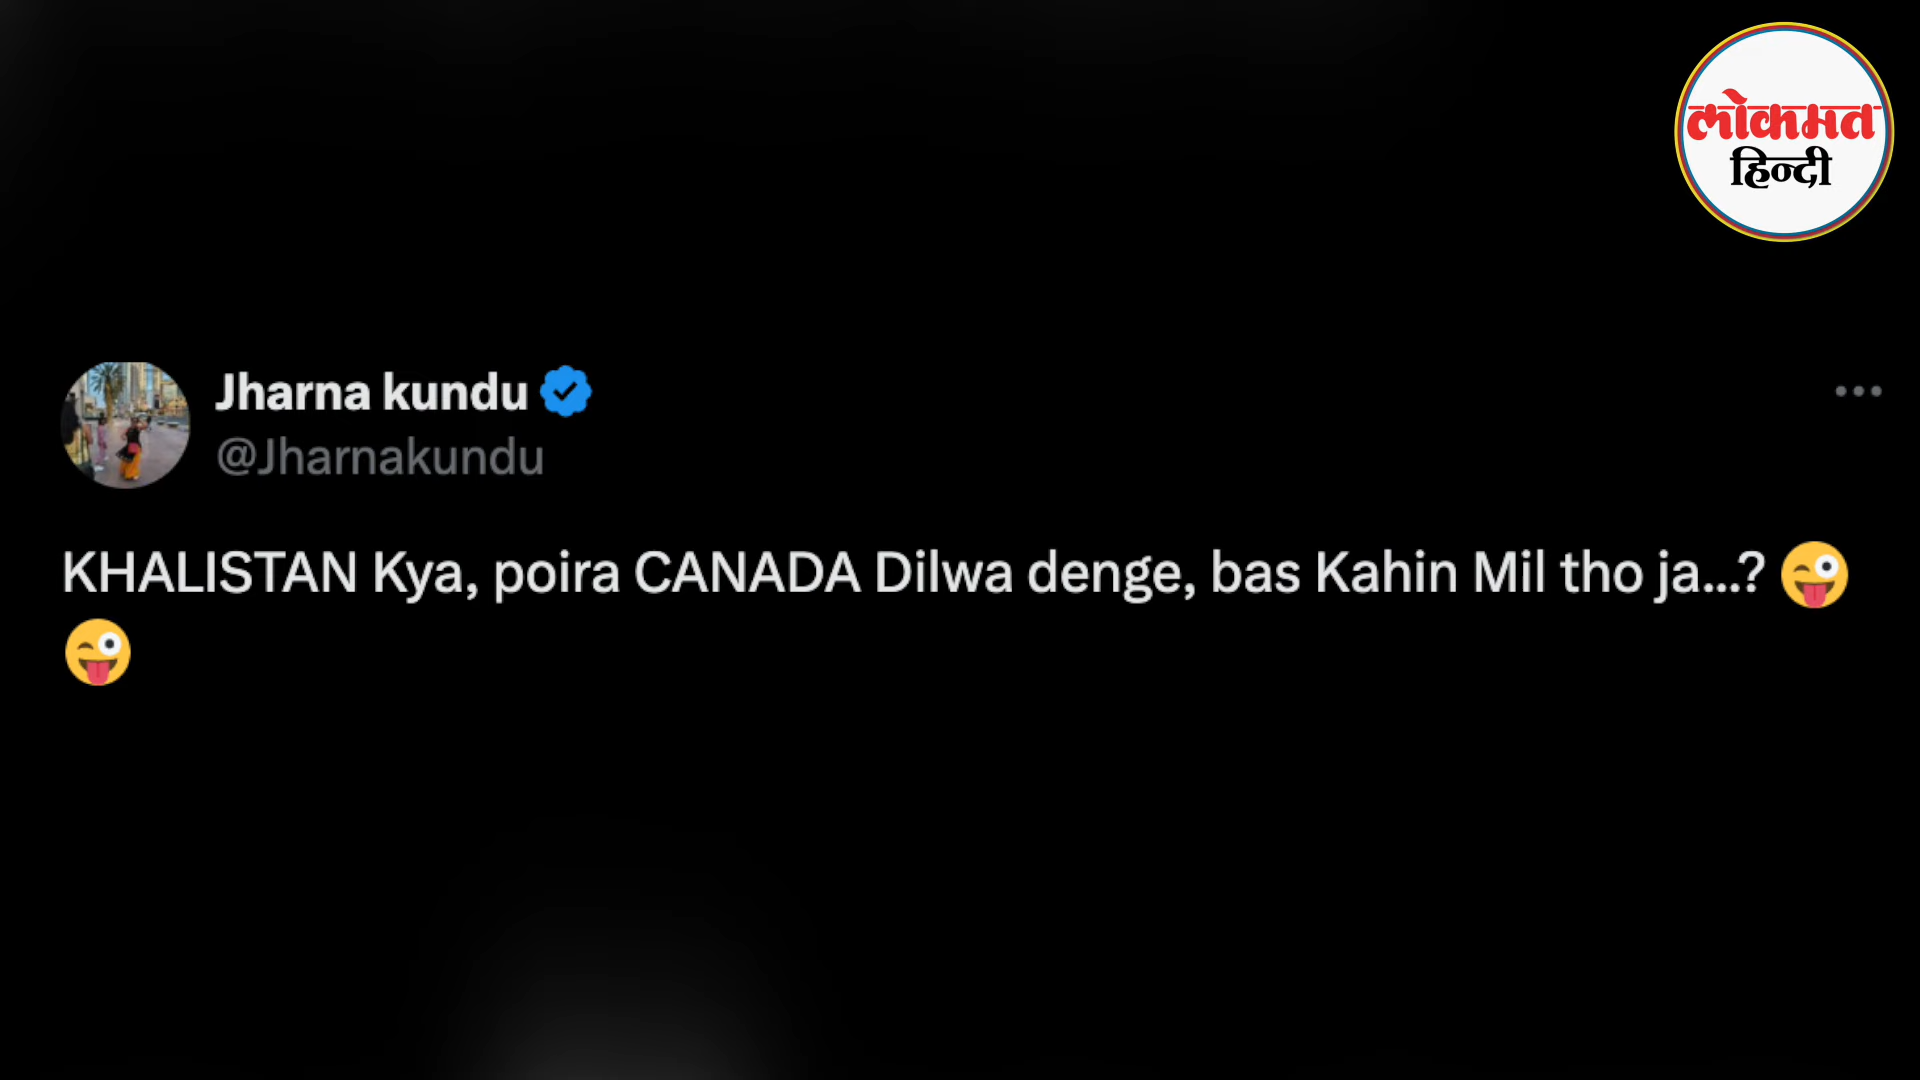 लोकमत
हिन्दी
Jharna kundu
@Jharnakundu
KHALISTAN Kya, poira CANADA Dilwa denge, bas Kahin Mil tho ja...? 😜
😜